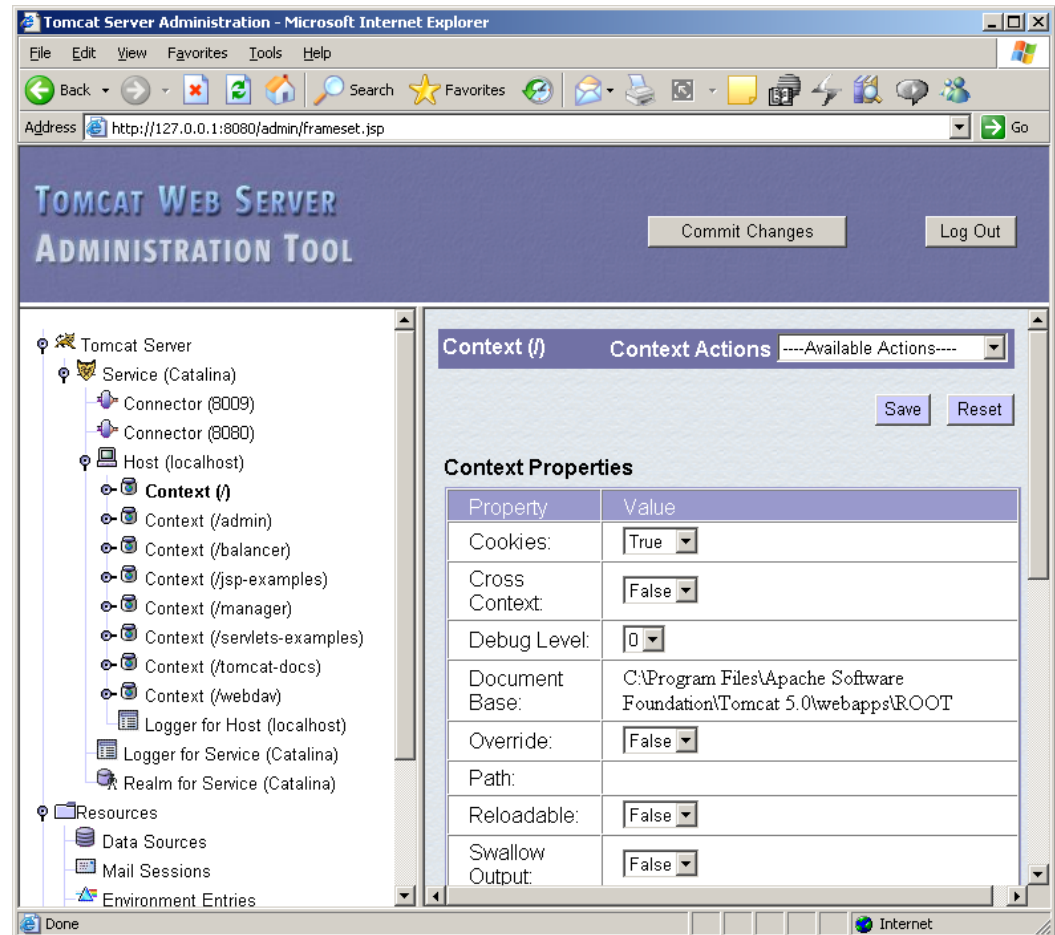 Tomcat Server Administration - Microsoft Internet Explorer
File Edit View Favorites Tools Help
Back Search Favorites
Address http://127.0.0.1:8080/admin/frameset.jsp Go
TOMCAT WEB SERVER
ADMINISTRATION TOOL
Commit Changes Log Out
Tomcat Server
Service (Catalina)
Connector (8009)
Connector (8080)
Host (localhost)
Context (/)
Context (/admin)
Context (/balancer)
Context (/jsp-examples)
Context (/manager)
Context (/servlets-examples)
Context (/tomcat-docs)
Context (/webdav)
Logger for Host (localhost)
Logger for Service (Catalina)
Realm for Service (Catalina)
Resources
Data Sources
Mail Sessions
Environment Entries
Context (/) Context Actions ----Available Actions----
Save Reset
Context Properties
Property Value
Cookies: True
Cross
Context: False
Debug Level: 0
Document
Base:
C:\Program Files\Apache Software
Foundation\Tomcat 5.0\webapps\ROOT
Override: False
Path:
Reloadable: False
Swallow
Output: False
Done Internet